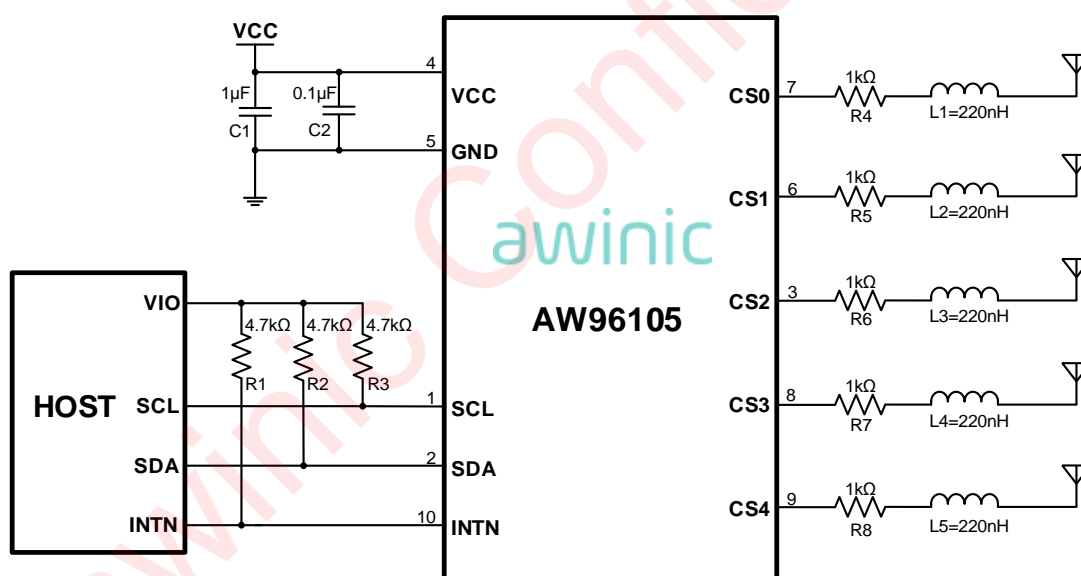 VCC
1µF
0.1µF
C1
C2
4
VCC
5
GND
awinic
AW96105
CS0
7
1kΩ
R4
L1=220nH
CS1
6
1kΩ
R5
L2=220nH
CS2
3
1kΩ
R6
L3=220nH
CS3
8
1kΩ
R7
L4=220nH
CS4
9
1kΩ
R8
L5=220nH
HOST
VIO
4.7kΩ
4.7kΩ
4.7kΩ
R1
R2
R3
SCL
1
SCL
SDA
2
SDA
INTN
10
INTN
awinic Confi